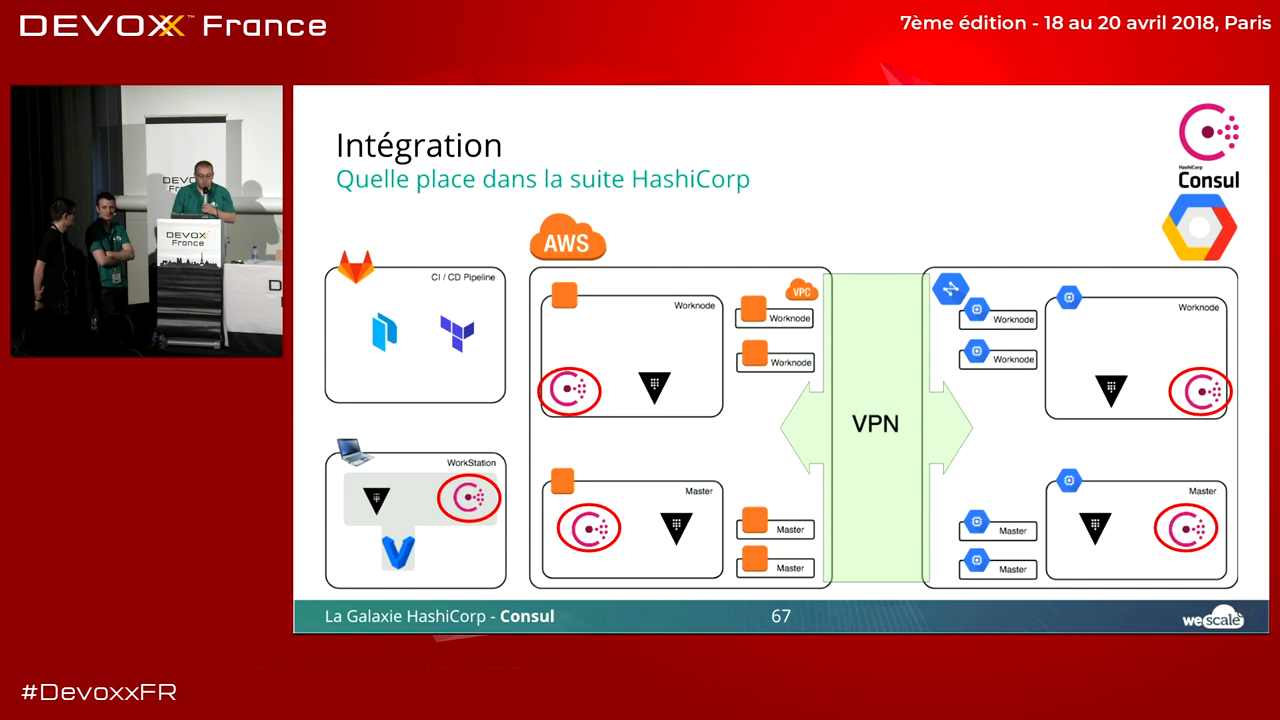 DEVOXX™ France
7ème édition - 18 au 20 avril 2018, Paris
DEVOXX
France
Intégration
Quelle place dans la suite HashiCorp
HashiCorp
Consul
AWS
CI / CD Pipeline
VPC
Worknode
Worknode
Worknode
Worknode
Worknode
Worknode
VPN
WorkStation
Master
Master
Master
Master
Master
Master
La Galaxie HashiCorp - Consul
67
wescale
#DevoxxFR